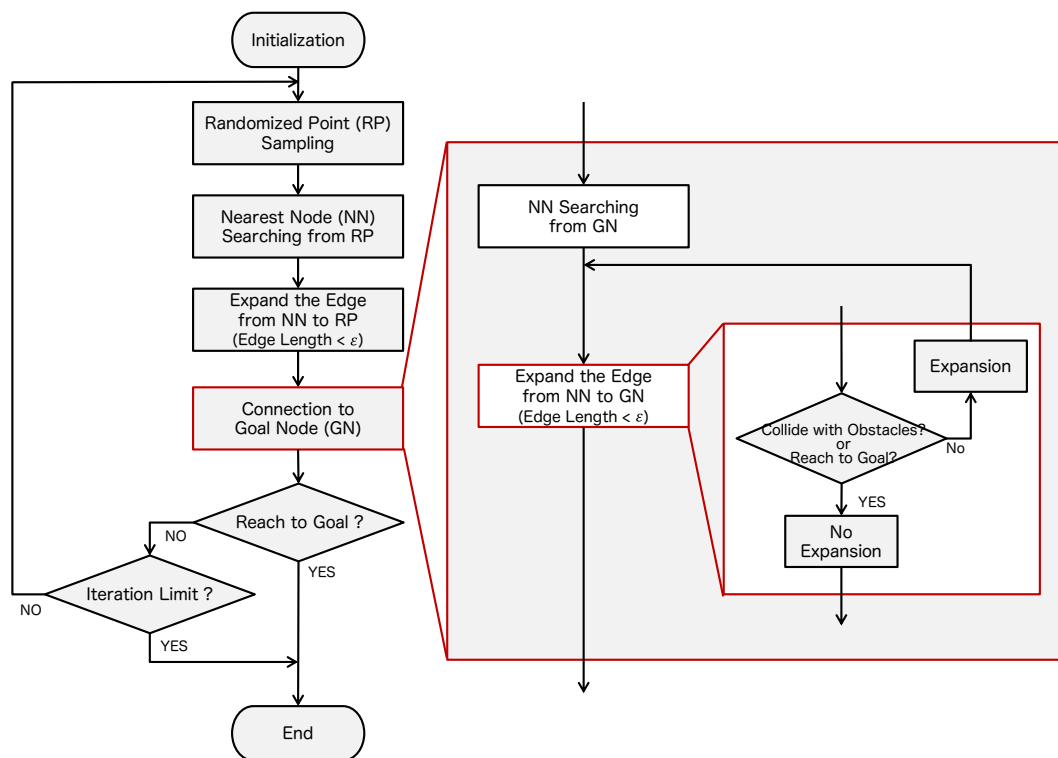 Initialization
Randomized Point (RP)
Sampling
Nearest Node (NN)
Searching from RP
Expand the Edge
from NN to RP
(Edge Length < ε)
Connection to
Goal Node (GN)
Reach to Goal ?
NO
YES
Iteration Limit ?
NO
YES
End
NN Searching
from GN
Expand the Edge
from NN to GN
(Edge Length < ε)
Expansion
Collide with Obstacles?
or
Reach to Goal?
No
YES
No
Expansion